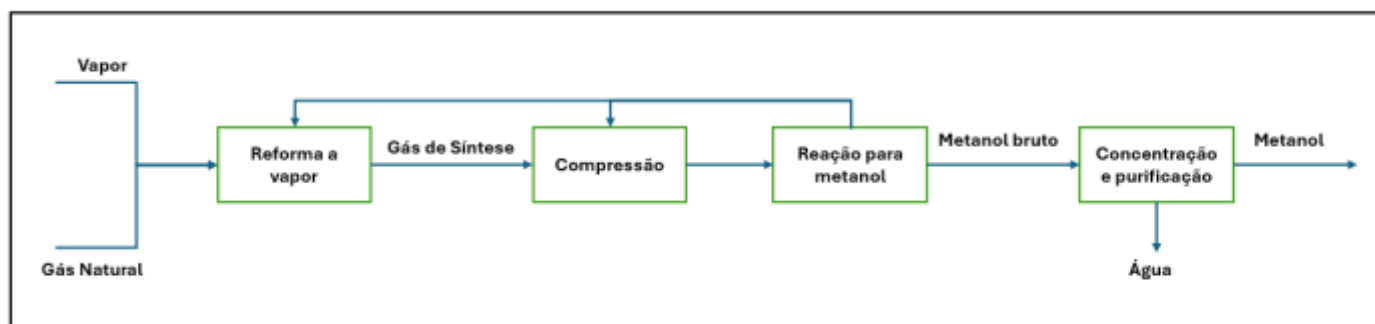 Vapor
Gás Natural
Reforma a
vapor
Gás de Síntese
Compressão
Reação para
metanol
Metanol bruto
Concentração
e purificação
Metanol
Água